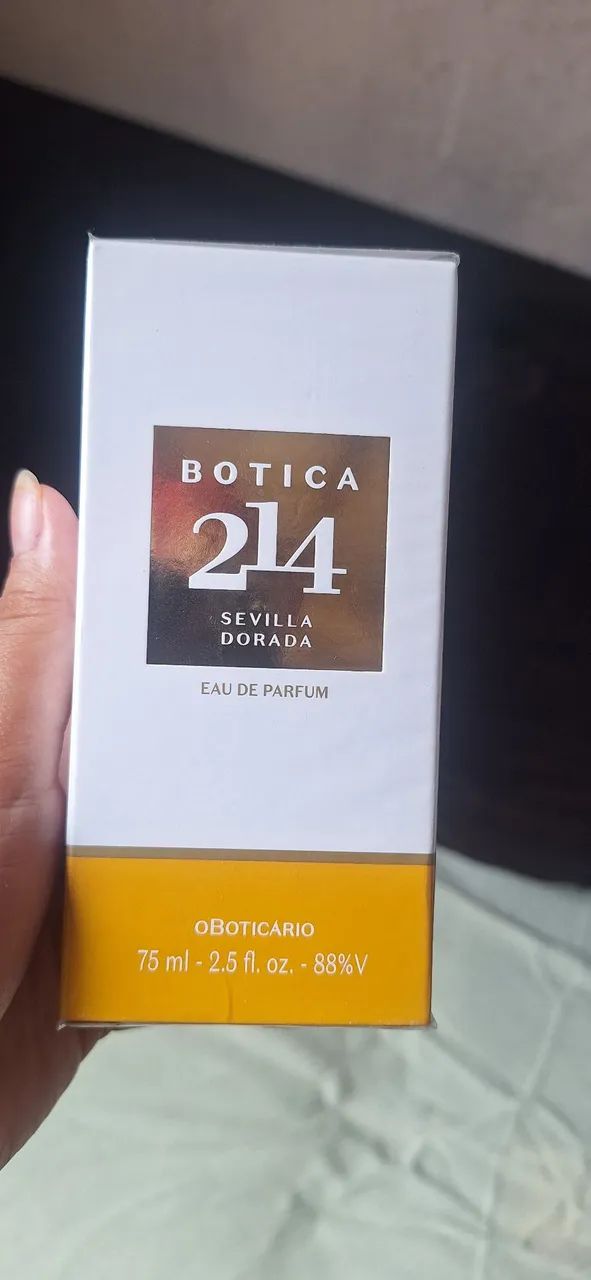 BOTICA
214
SEVILLA
DORADA
EAU DE PARFUM
oBOTICÁRIO
75 ml - 2.5 fl. oz. - 88%V